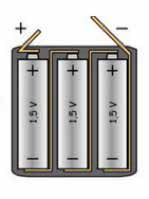 + −
+ + +
1,5 V 1,5 V 1,5 V
− − −